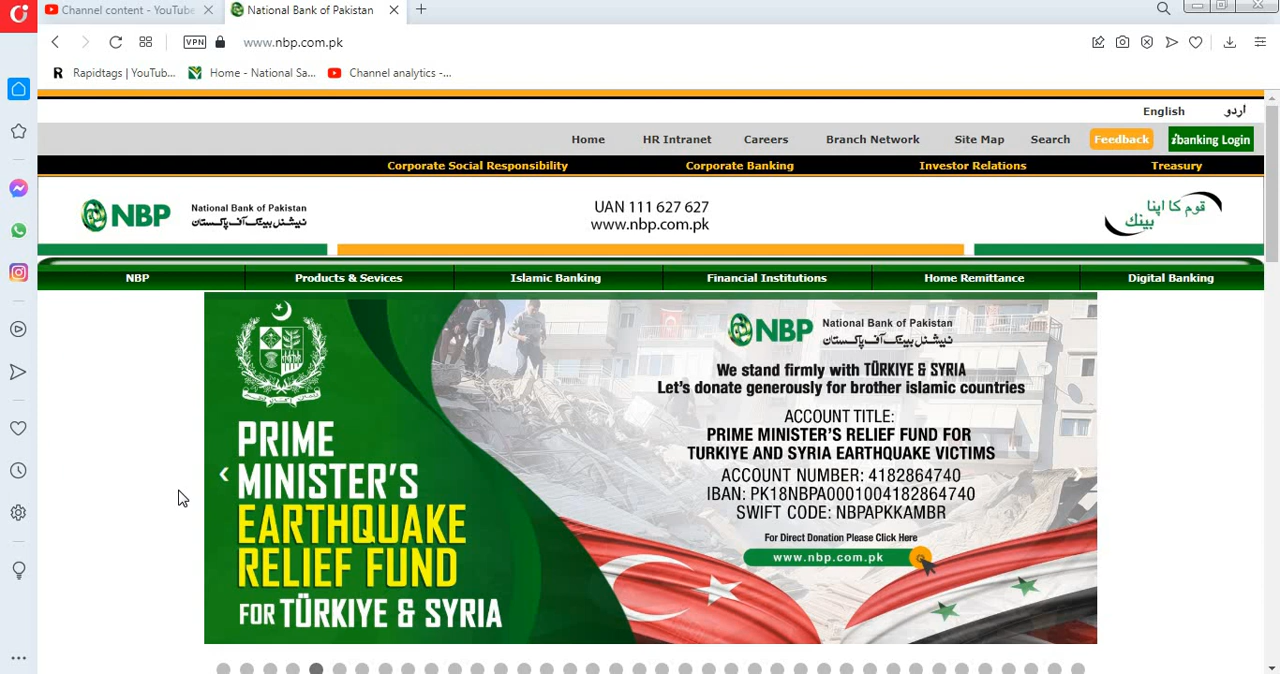 Channel content - YouTube
National Bank of Pakistan
VPN
www.nbp.com.pk
R Rapidtags | YouTub...
Home - National Sa...
Channel analytics -...
English
اردو
Home
HR Intranet
Careers
Branch Network
Site Map
Search
Feedback
ibanking Login
Corporate Social Responsibility
Corporate Banking
Investor Relations
Treasury
NBP
National Bank of Pakistan
نیشنل بینک آف پاکستان
UAN 111 627 627
www.nbp.com.pk
قوم کا اپنا
بینك
NBP
Products & Sevices
Islamic Banking
Financial Institutions
Home Remittance
Digital Banking
PRIME
MINISTER'S
EARTHQUAKE
RELIEF FUND
FOR TÜRKIYE & SYRIA
NBP
National Bank of Pakistan
نیشنل بینک آف پاکستان
We stand firmly with TÜRKIYE & SYRIA
Let's donate generously for brother islamic countries
ACCOUNT TITLE:
PRIME MINISTER'S RELIEF FUND FOR
TURKIYE AND SYRIA EARTHQUAKE VICTIMS
ACCOUNT NUMBER: 4182864740
IBAN: PK18NBPA0001004182864740
SWIFT CODE: NBPAPKKAMBR
For Direct Donation Please Click Here
www.nbp.com.pk